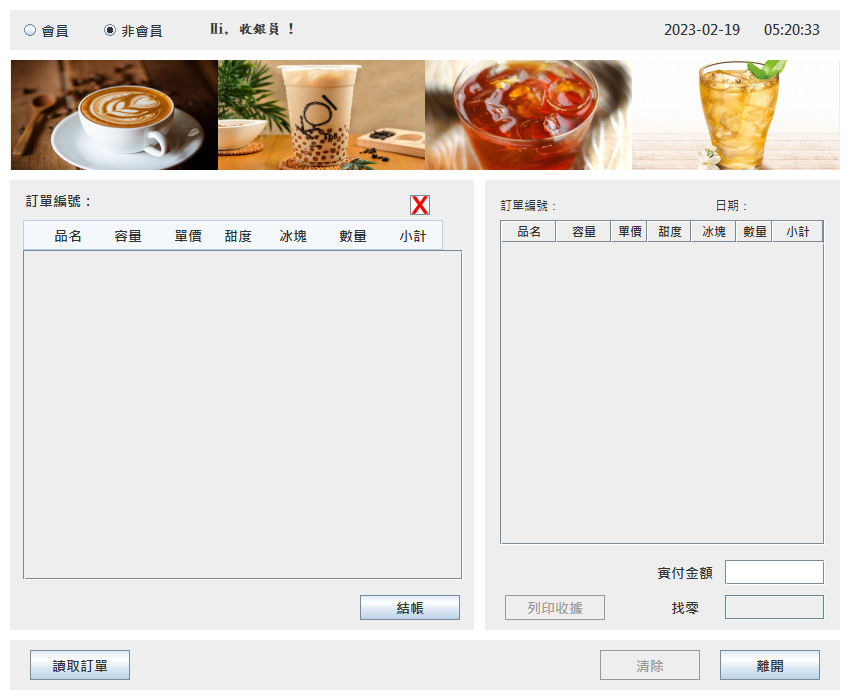 會員 非會員 Hi, 收銀員 ! 2023-02-19 05:20:33
KOI
訂單編號 :
X
品名 容量 單價 甜度 冰塊 數量 小計
結帳
訂單編號 : 日期 :
品名 容量 單價 甜度 冰塊 數量 小計
實付金額
列印收據 找零
讀取訂單 清除 離開